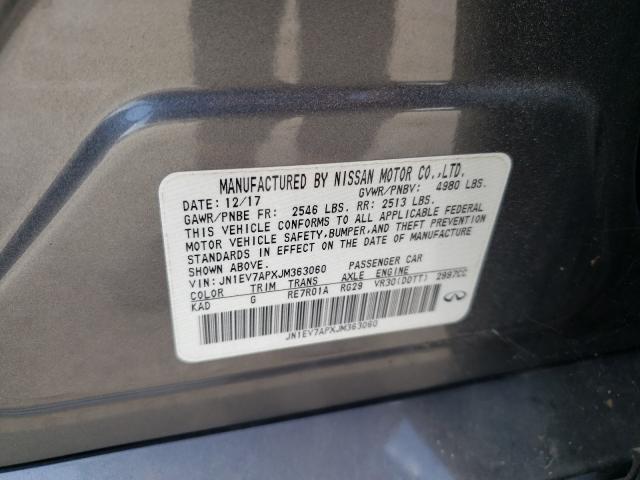 MANUFACTURED BY NISSAN MOTOR CO.,LTD.
DATE: 12/17 GVWR/PNBV: 4980 LBS.
GAWR/PNBE FR: 2546 LBS. RR: 2513 LBS.
THIS VEHICLE CONFORMS TO ALL APPLICABLE FEDERAL
MOTOR VEHICLE SAFETY,BUMPER,AND THEFT PREVENTION
STANDARDS IN EFFECT ON THE DATE OF MANUFACTURE
SHOWN ABOVE.
VIN: JN1EV7APXJM363060 PASSENGER CAR
COLOR TRIM TRANS AXLE ENGINE
KAD G RE7R01A RG29 VR30(DDTT) 2997CC
JN1EV7APXJM363060